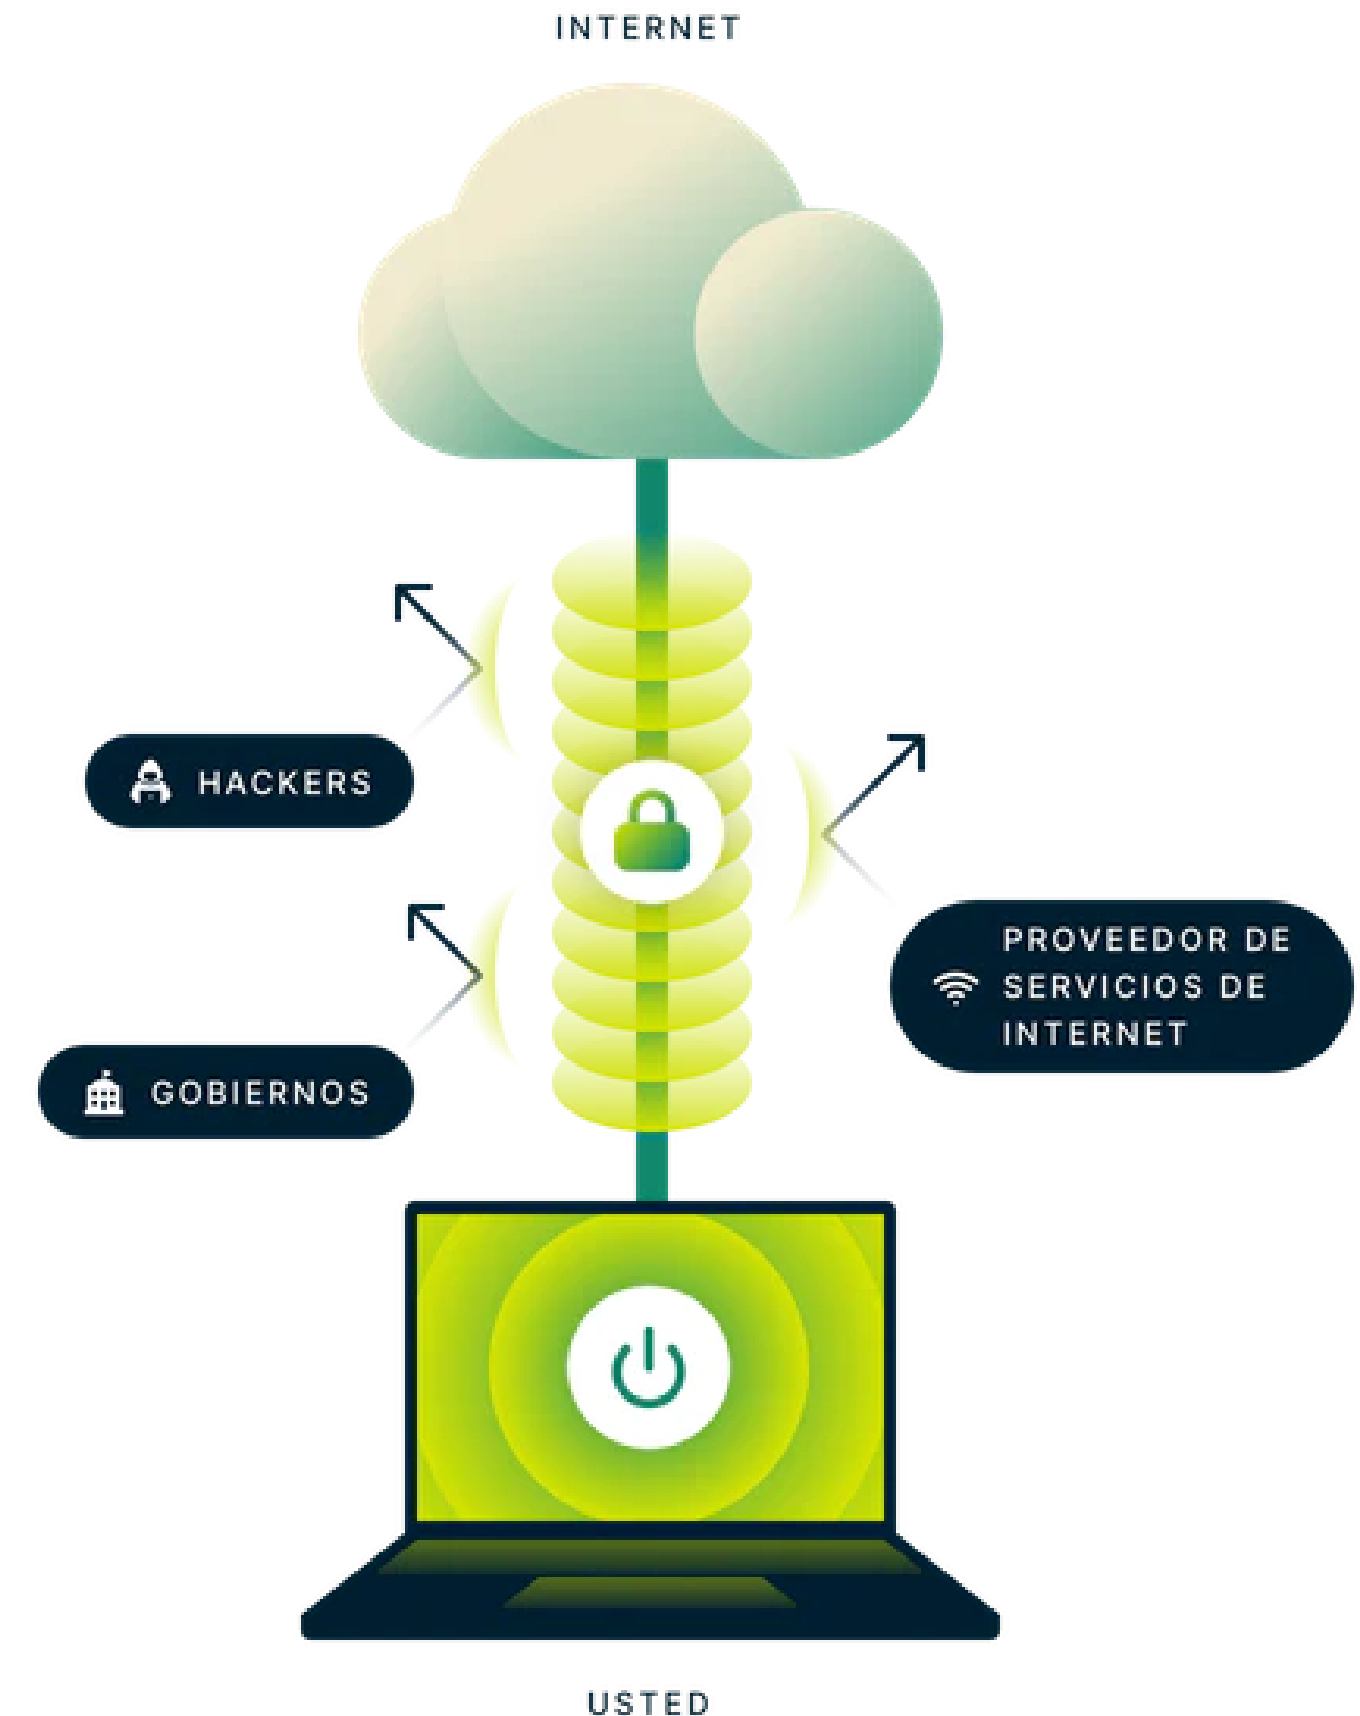 INTERNET
HACKERS
PROVEEDOR DE
SERVICIOS DE
INTERNET
GOBIERNOS
USTED